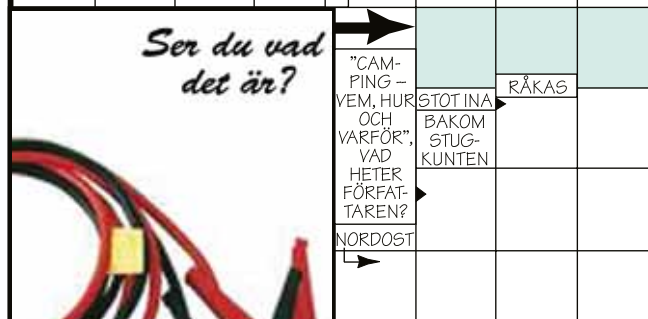 Ser du vad
det är?
"CAM-
PING –
VEM, HUR
OCH
VARFÖR",
VAD
HETER
FÖRFAT-
TAREN?
NORDOST
STOT INA
BAKOM
STUG-
KUNTEN
RÅKAS